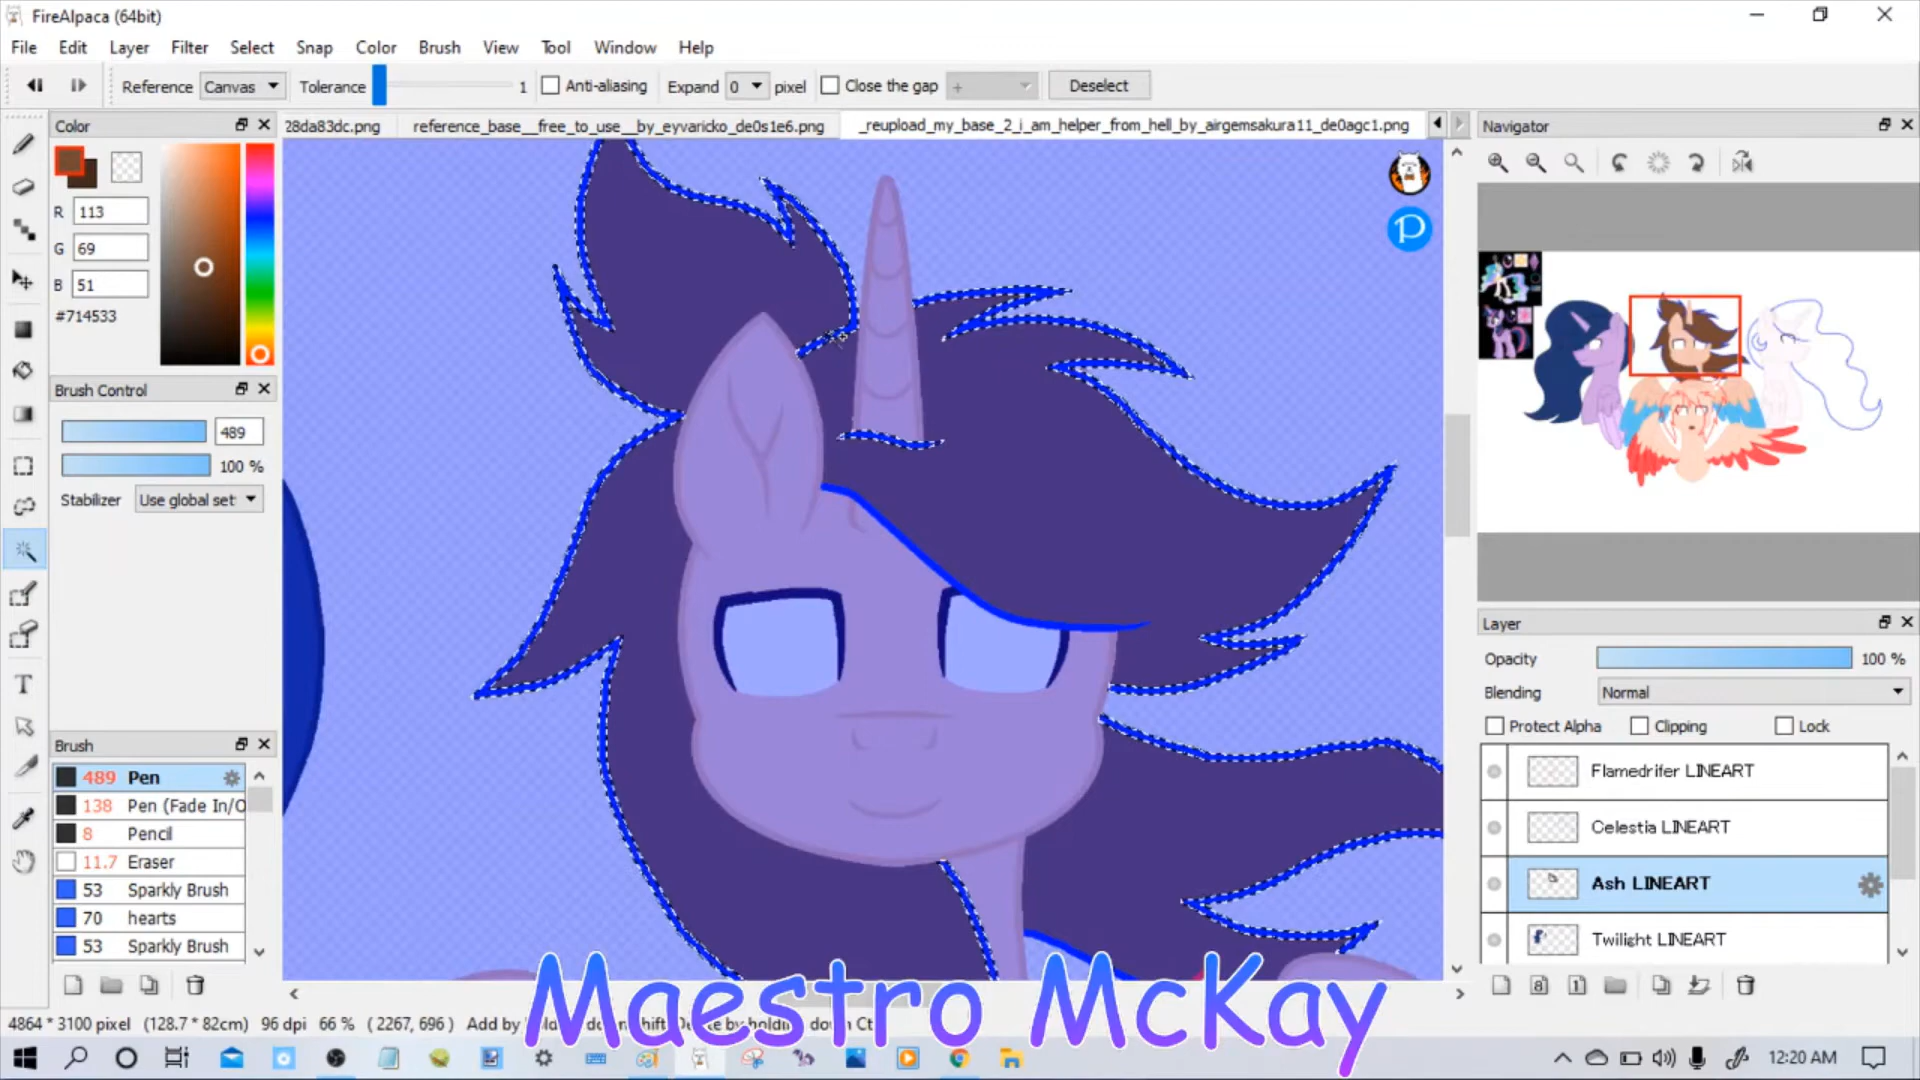 FireAlpaca (64bit)
File Edit Layer Filter Select Snap Color Brush View Tool Window Help
Reference Canvas Tolerance 1 Anti-aliasing Expand 0 pixel Close the gap + Deselect
Color 28da83dc.png reference_base__free_to_use__by_eyvaricko_de0s1e6.png _reupload_my_base_2_i_am_helper_from_hell_by_airgemsakura11_de0agc1.png Navigator
R 113
G 69
B 51
#714533
P
Brush Control
489
100 %
Stabilizer Use global set
Layer
Opacity 100 %
Blending Normal
Protect Alpha Clipping Lock
Brush
489 Pen
138 Pen (Fade In/O
8 Pencil
11.7 Eraser
53 Sparkly Brush
70 hearts
53 Sparkly Brush
Flamedrifer LINEART
Celestia LINEART
Ash LINEART
Twilight LINEART
8 1
Maestro McKay
4864 * 3100 pixel (128.7 * 82cm) 96 dpi 66 % ( 2267, 696 ) Add by
12:20 AM